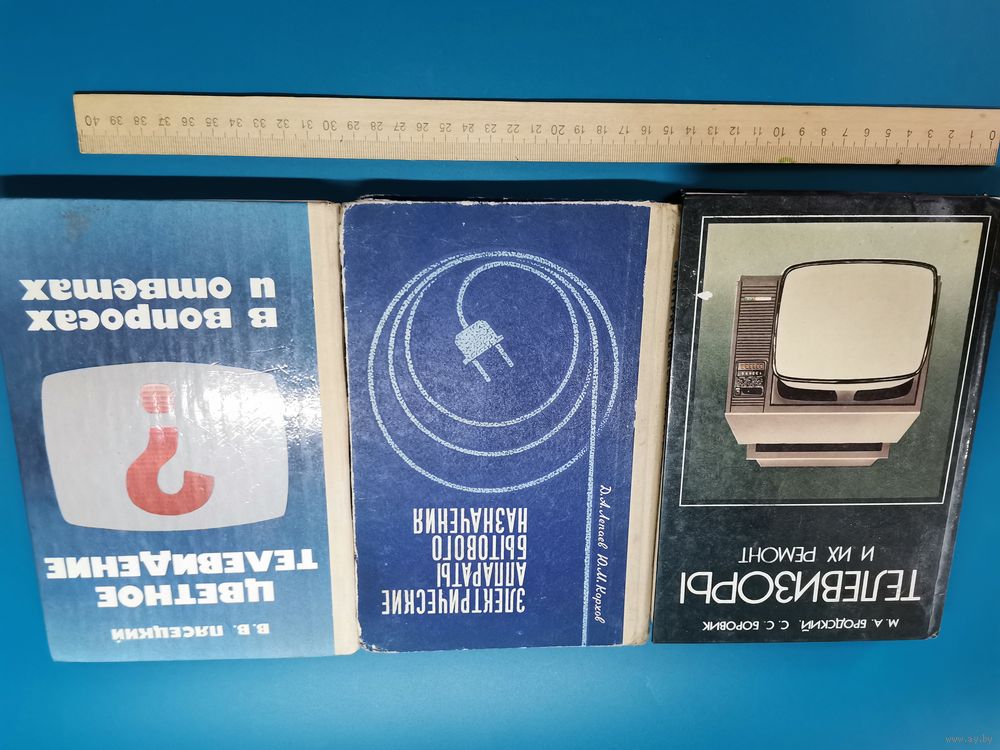 М. А. БРОДСКИЙ, С. С. БОРОВИК
ТЕЛЕВИЗОРЫ
И ИХ РЕМОНТ
Д.А.Лепаев Ю.М.Кархов
ЭЛЕКТРИЧЕСКИЕ
АППАРАТЫ
БЫТОВОГО
НАЗНАЧЕНИЯ
В. В. ПЯСЕЦКИЙ
ЦВЕТНОЕ
ТЕЛЕВИДЕНИЕ
в вопросах
и ответах
0 1 2 3 4 5 6 7 8 9 10 11 12 13 14 15 16 17 18 19 20 21 22 23 24 25 26 27 28 29 30 31 32 33 34 35 36 37 38 39 40
www.ay.by